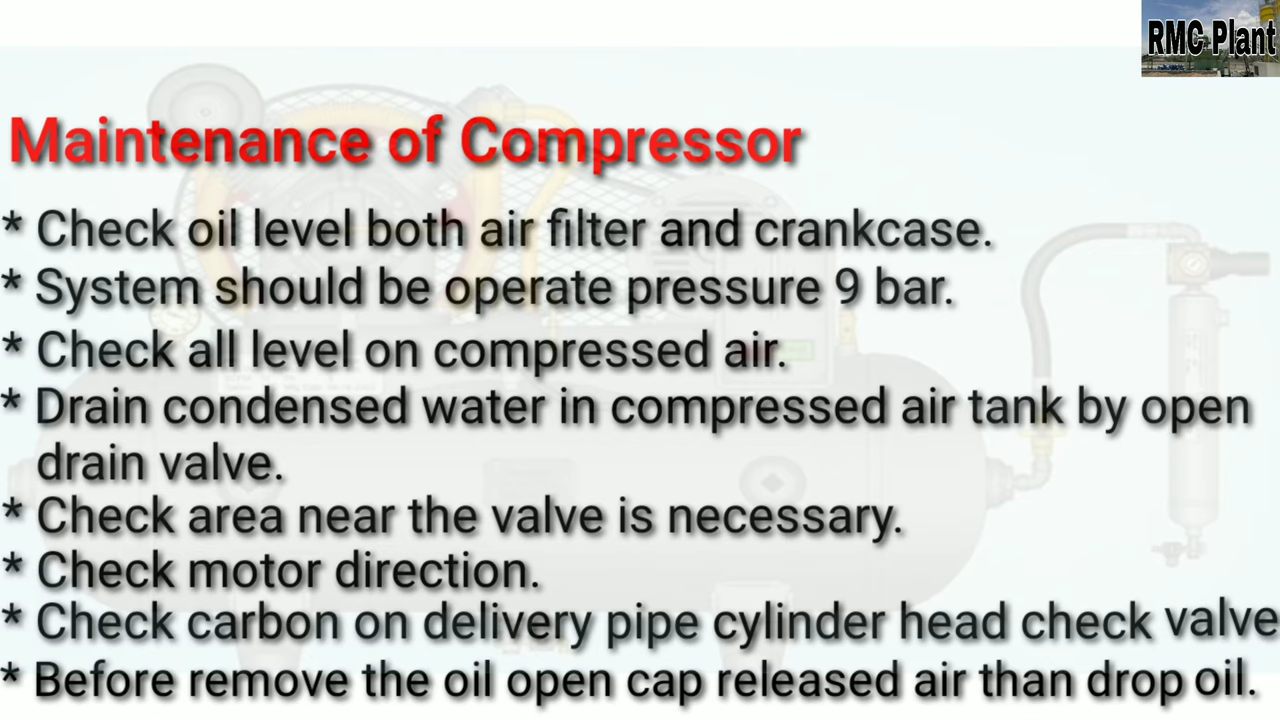 RMC Plant
Maintenance of Compressor
* Check oil level both air filter and crankcase.
* System should be operate pressure 9 bar.
* Check all level on compressed air.
* Drain condensed water in compressed air tank by open
drain valve.
* Check area near the valve is necessary.
* Check motor direction.
* Check carbon on delivery pipe cylinder head check valve
* Before remove the oil open cap released air than drop oil.